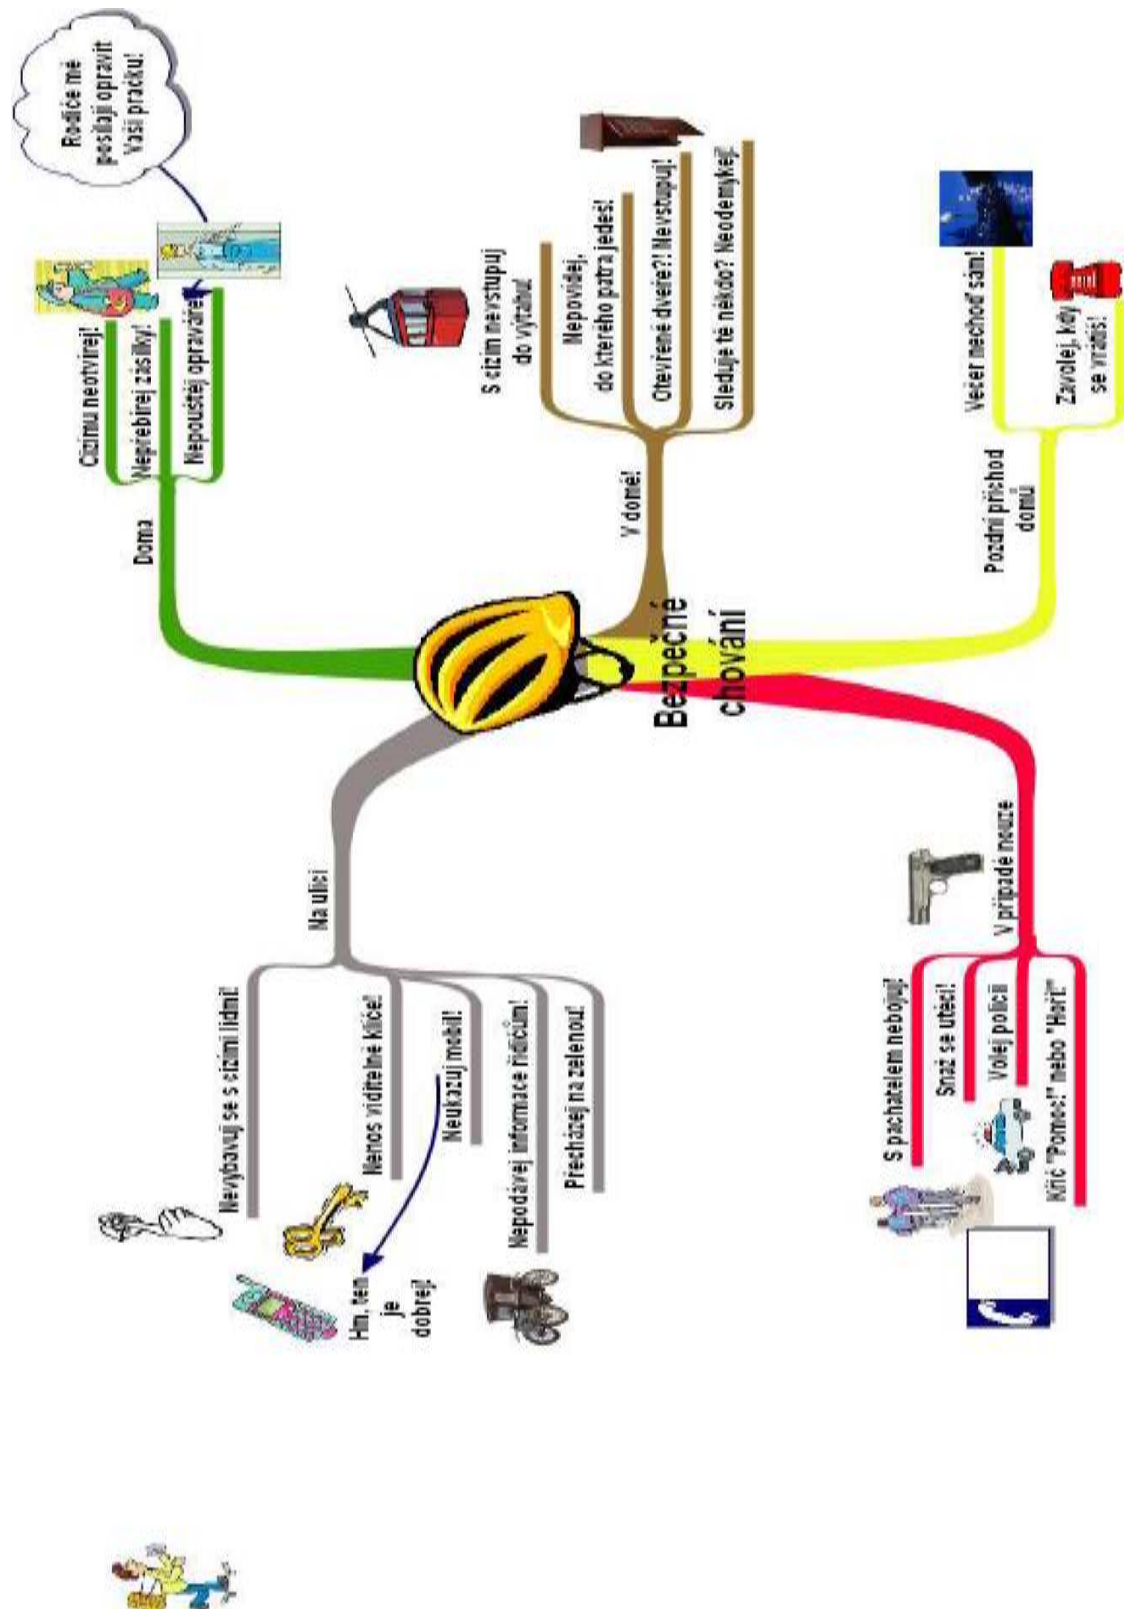 Bezpečné
chování
Doma
Cizímu neotvírej!
Nepřebírej zásilky!
Nepouštěj opraváře!
Rodiče mě
posílají opravit
Vaši pračku!
V domě!
S cizím nevstupuj
do výtahu!
Nepovídej,
do kterého patra jedeš!
Otevřené dveře?! Nevstupuj!
Sleduje tě někdo? Neodemykej!
Pozdní příchod
domů
Večer nechoď sám!
Zavolej, kdy
se vrátíš!
V případě nouze
S pachatelem nebojuj!
Snaž se utéci!
Volej policii
Křič "Pomoc!" nebo "Hoří!"
Na ulici
Nevybavuj se s cizími lidmi!
Nenos viditelně klíče!
Neukazuj mobil!
Hm, ten
je
dobrej!
Nepodávej informace řidičům!
Přecházej na zelenou!